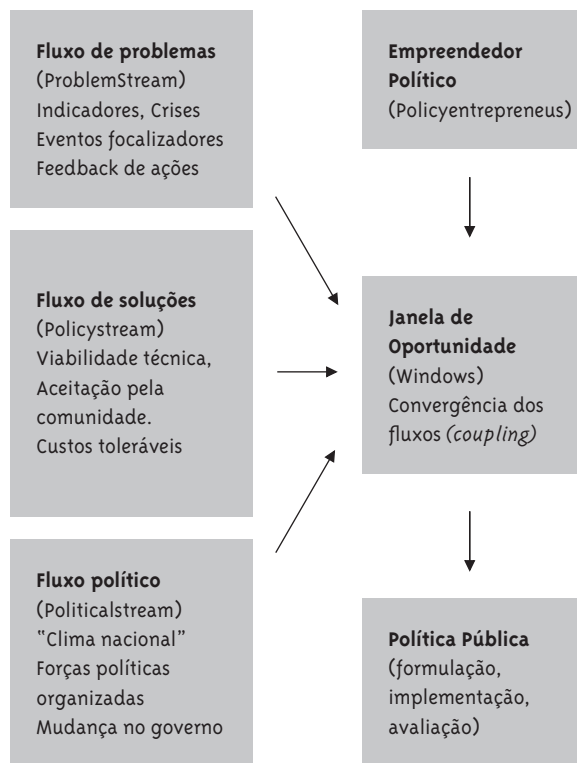 Fluxo de problemas
(ProblemStream)
Indicadores, Crises
Eventos focalizadores
Feedback de ações
Fluxo de soluções
(Policystream)
Viabilidade técnica,
Aceitação pela
comunidade.
Custos toleráveis
Fluxo político
(Politicalstream)
"Clima nacional”
Forças políticas
organizadas
Mudança no governo
Empreendedor
Político
(Policyentrepreneus)
Janela de
Oportunidade
(Windows)
Convergência dos
fluxos (coupling)
Política Pública
(formulação,
implementação,
avaliação)